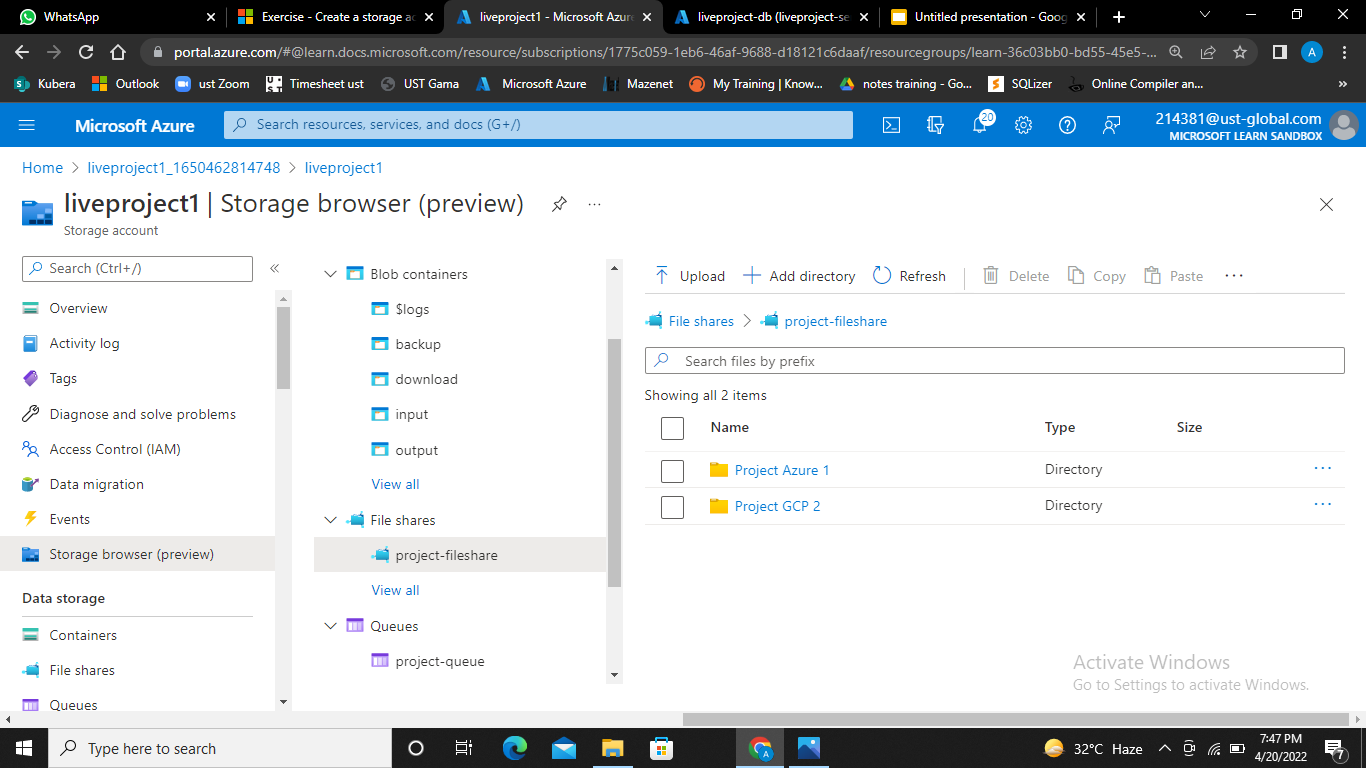 WhatsApp
Exercise - Create a storage ac
liveproject1 - Microsoft Azure
liveproject-db (liveproject-se
Untitled presentation - Goog
portal.azure.com/#@learn.docs.microsoft.com/resource/subscriptions/1775c059-1eb6-46af-9688-d18121c6daaf/resourcegroups/learn-36c03bb0-bd55-45e5-...
A
Kubera
Outlook
ust Zoom
Timesheet ust
UST Gama
Microsoft Azure
Mazenet
My Training | Know...
notes training - Go...
SQLizer
Online Compiler an...
»
Microsoft Azure
Search resources, services, and docs (G+/)
20
214381@ust-global.com
MICROSOFT LEARN SANDBOX
Home > liveproject1_1650462814748 > liveproject1
liveproject1 | Storage browser (preview)
...
Storage account
Search (Ctrl+/)
«
Overview
Activity log
Tags
Diagnose and solve problems
Access Control (IAM)
Data migration
Events
Storage browser (preview)
Data storage
Containers
File shares
Queues
Blob containers
$logs
backup
download
input
output
View all
File shares
project-fileshare
View all
Queues
project-queue
Upload
Add directory
Refresh
Delete
Copy
Paste
...
File shares > project-fileshare
Search files by prefix
Showing all 2 items
Name Type Size
Project Azure 1 Directory ...
Project GCP 2 Directory ...
Activate Windows
Go to Settings to activate Windows.
Type here to search
A
32°C Haze
7:47 PM
4/20/2022
7